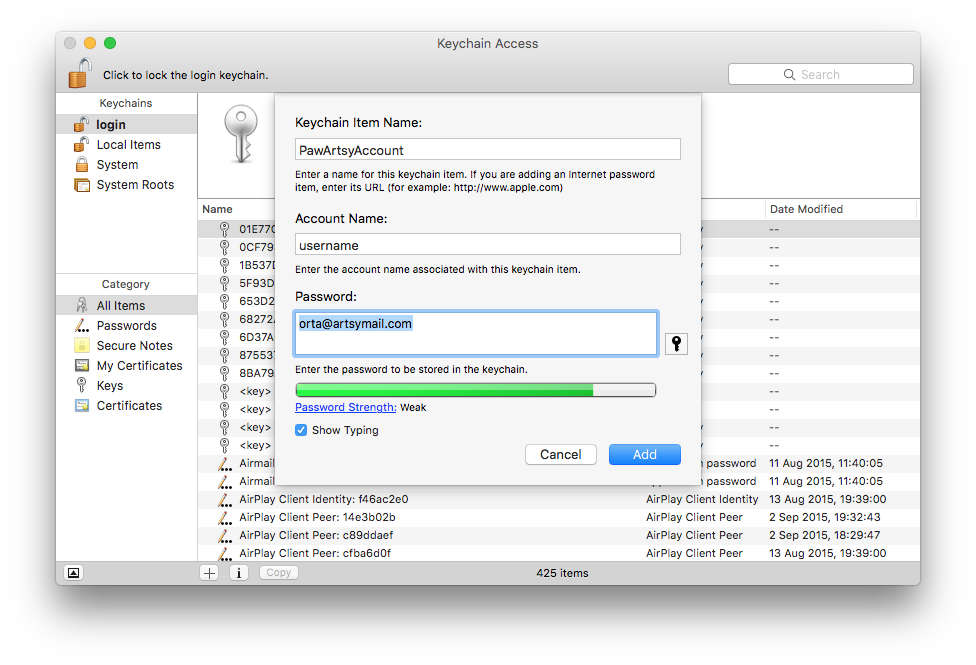 Keychain Access
Click to lock the login keychain.
Search
Keychains
login
Local Items
System
System Roots
Category
All Items
Passwords
Secure Notes
My Certificates
Keys
Certificates
Keychain Item Name:
PawArtsyAccount
Enter a name for this keychain item. If you are adding an Internet password
item, enter its URL (for example: http://www.apple.com)
Account Name:
username
Enter the account name associated with this keychain item.
Password:
orta@artsymail.com
Enter the password to be stored in the keychain.
Password Strength: Weak
Show Typing
Cancel Add
Name Date Modified
01E77C --
0CF79 --
1B537 --
5F93D --
653D2 --
68272 --
6D37A --
87553 --
8BA79 --
<key> --
<key> --
<key> --
<key> --
Airmail password 11 Aug 2015, 11:40:05
Airmail password 11 Aug 2015, 11:40:05
AirPlay Client Identity: f46ac2e0 AirPlay Client Identity 13 Aug 2015, 19:39:00
AirPlay Client Peer: 14e3b02b AirPlay Client Peer 2 Sep 2015, 19:32:43
AirPlay Client Peer: c89ddaef AirPlay Client Peer 2 Sep 2015, 18:29:47
AirPlay Client Peer: cfba6d0f AirPlay Client Peer 13 Aug 2015, 19:39:00
Copy
425 items